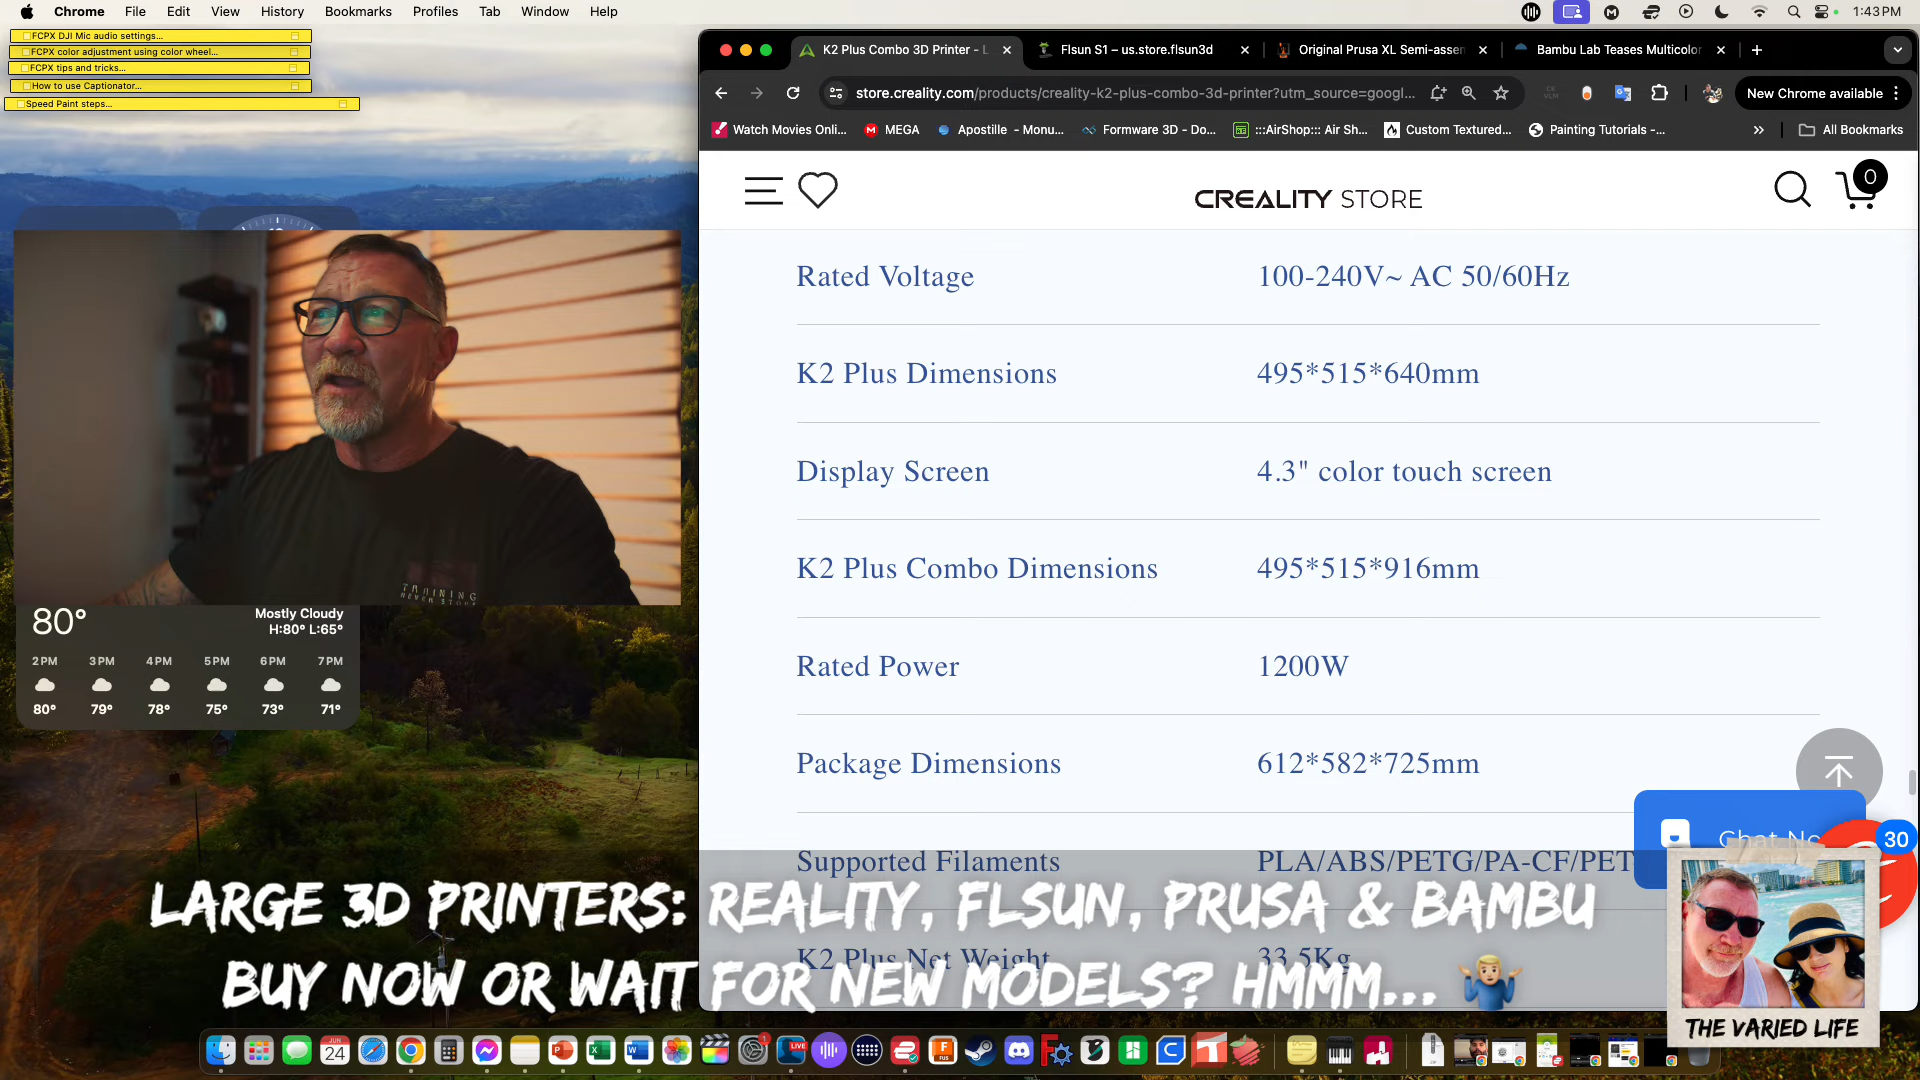 Chrome File Edit View History Bookmarks Profiles Tab Window Help 1:43 PM
FCPX DJI Mic audio settings...
FCPX color adjustment using color wheel...
FCPX tips and tricks...
How to use Captionator...
Speed Paint steps...
K2 Plus Combo 3D Printer - L
Flsun S1 – us.store.flsun3d
Original Prusa XL Semi-assem
Bambu Lab Teases Multicolor
store.creality.com/products/creality-k2-plus-combo-3d-printer?utm_source=googl...
New Chrome available
Watch Movies Onli... MEGA Apostille - Monu... Formware 3D - Do... :::AirShop::: Air Sh... Custom Textured... Painting Tutorials -... » All Bookmarks
CREALITY STORE
0
Rated Voltage 100-240V~ AC 50/60Hz
K2 Plus Dimensions 495*515*640mm
Display Screen 4.3" color touch screen
K2 Plus Combo Dimensions 495*515*916mm
Rated Power 1200W
Package Dimensions 612*582*725mm
Chat No
30
Supported Filaments PLA/ABS/PETG/PA-CF/PET
K2 Plus Net Weight 33.5Kg
TRAINING
NEVER STOPS
80°
Mostly Cloudy
H:80° L:65°
2PM 3PM 4PM 5PM 6PM 7PM
80° 79° 78° 75° 73° 71°
LARGE 3D PRINTERS: REALITY, FLSUN, PRUSA & BAMBU
BUY NOW OR WAIT FOR NEW MODELS? HMMM...
THE VARIED LIFE
JUN
24
LIVE
1